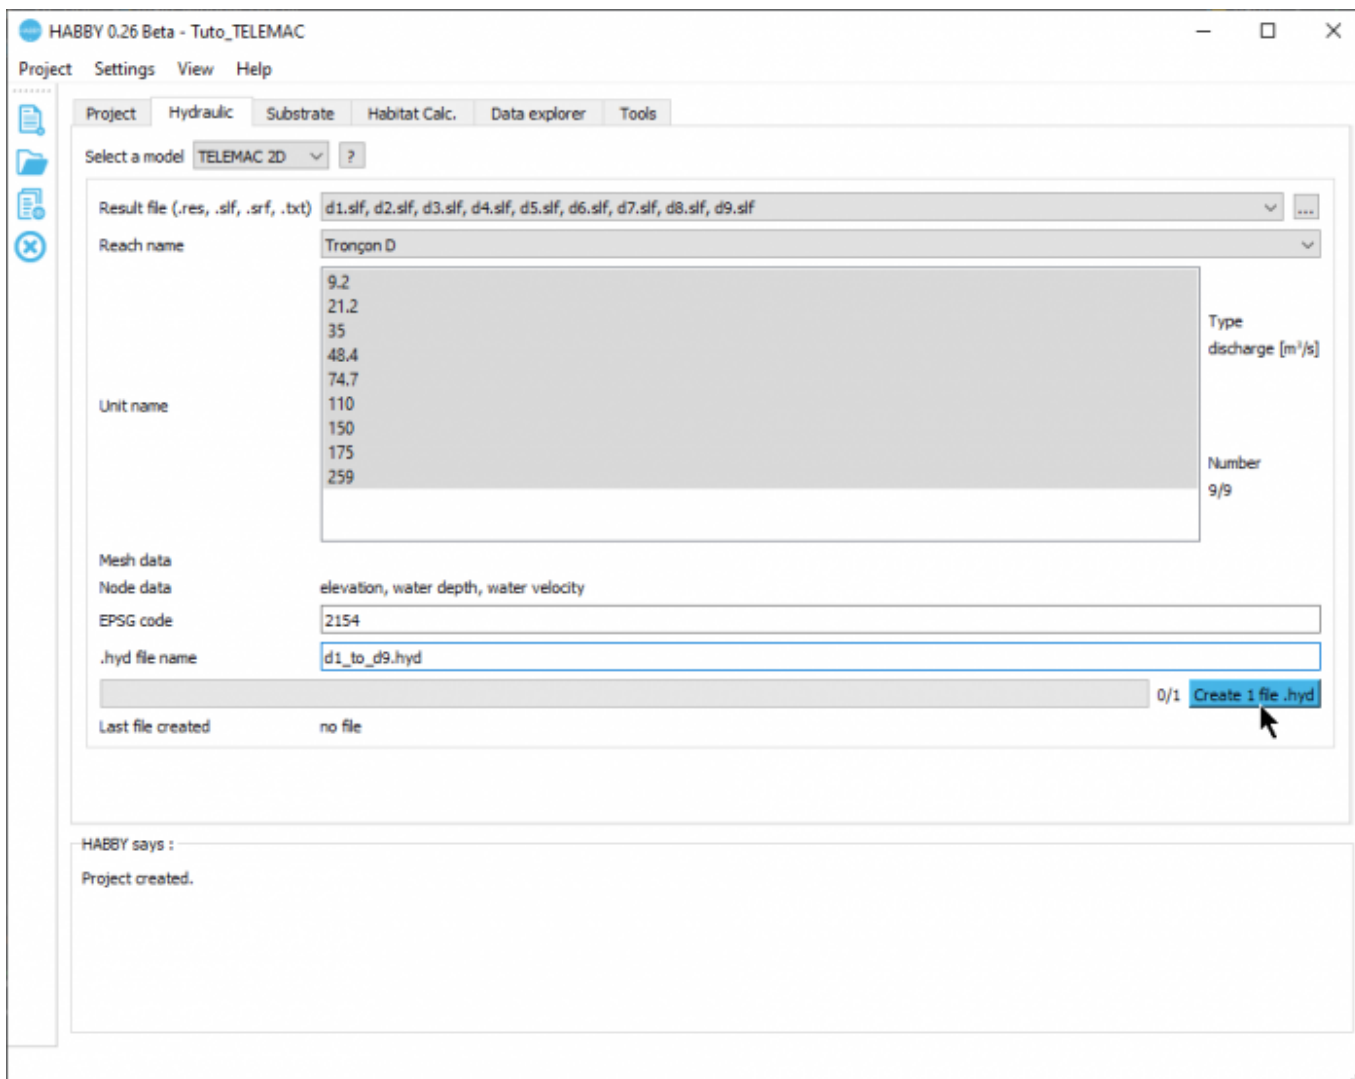 HABBY 0.26 Beta - Tuto_TELEMAC
Project Settings View Help
Project Hydraulic Substrate Habitat Calc. Data explorer Tools
Select a model TELEMAC 2D ?
Result file (.res, .slf, .srf, .txt) d1.slf, d2.slf, d3.slf, d4.slf, d5.slf, d6.slf, d7.slf, d8.slf, d9.slf ...
Reach name Tronçon D
9.2
21.2
35
48.4
74.7
110
150
175
259
Unit name
Type
discharge [m³/s]
Number
9/9
Mesh data
Node data elevation, water depth, water velocity
EPSG code 2154
.hyd file name d1_to_d9.hyd
0/1 Create 1 file .hyd
Last file created no file
HABBY says :
Project created.